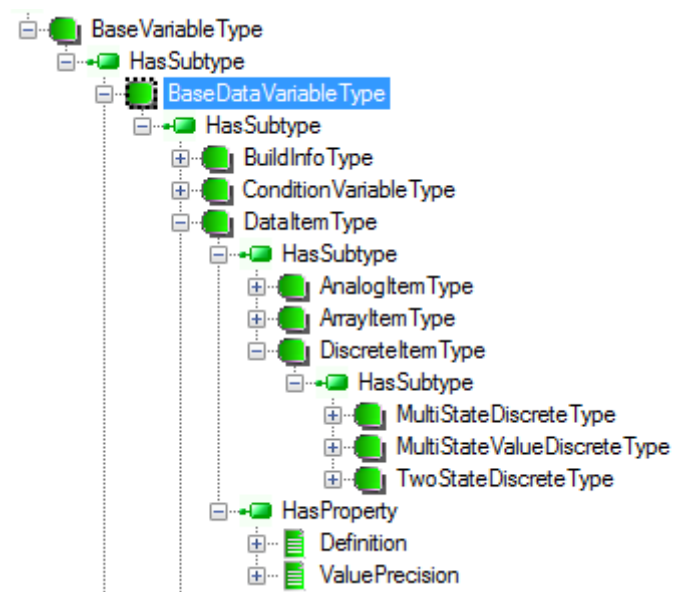 BaseVariableType
HasSubtype
BaseDataVariableType
HasSubtype
BuildInfoType
ConditionVariableType
DataItemType
HasSubtype
AnalogItemType
ArrayItemType
DiscreteItemType
HasSubtype
MultiStateDiscreteType
MultiStateValueDiscreteType
TwoStateDiscreteType
HasProperty
Definition
ValuePrecision